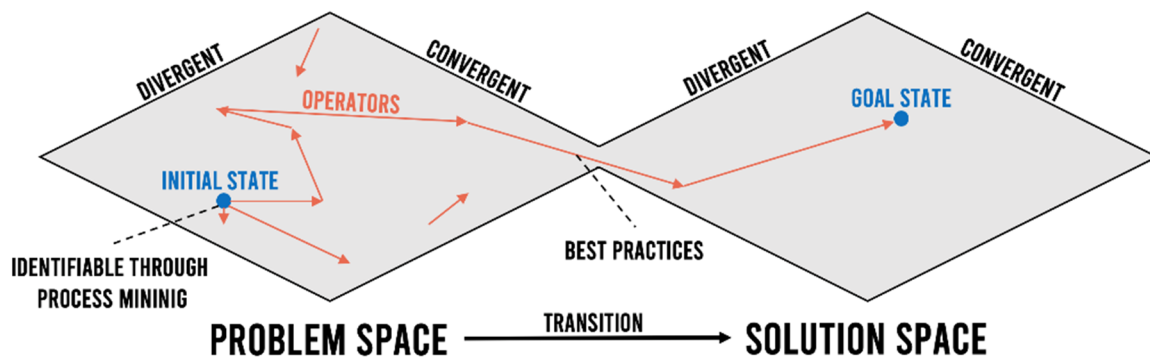 DIVERGENT
CONVERGENT
OPERATORS
INITIAL STATE
IDENTIFIABLE THROUGH
PROCESS MININIG
DIVERGENT
CONVERGENT
GOAL STATE
BEST PRACTICES
PROBLEM SPACE
TRANSITION
SOLUTION SPACE